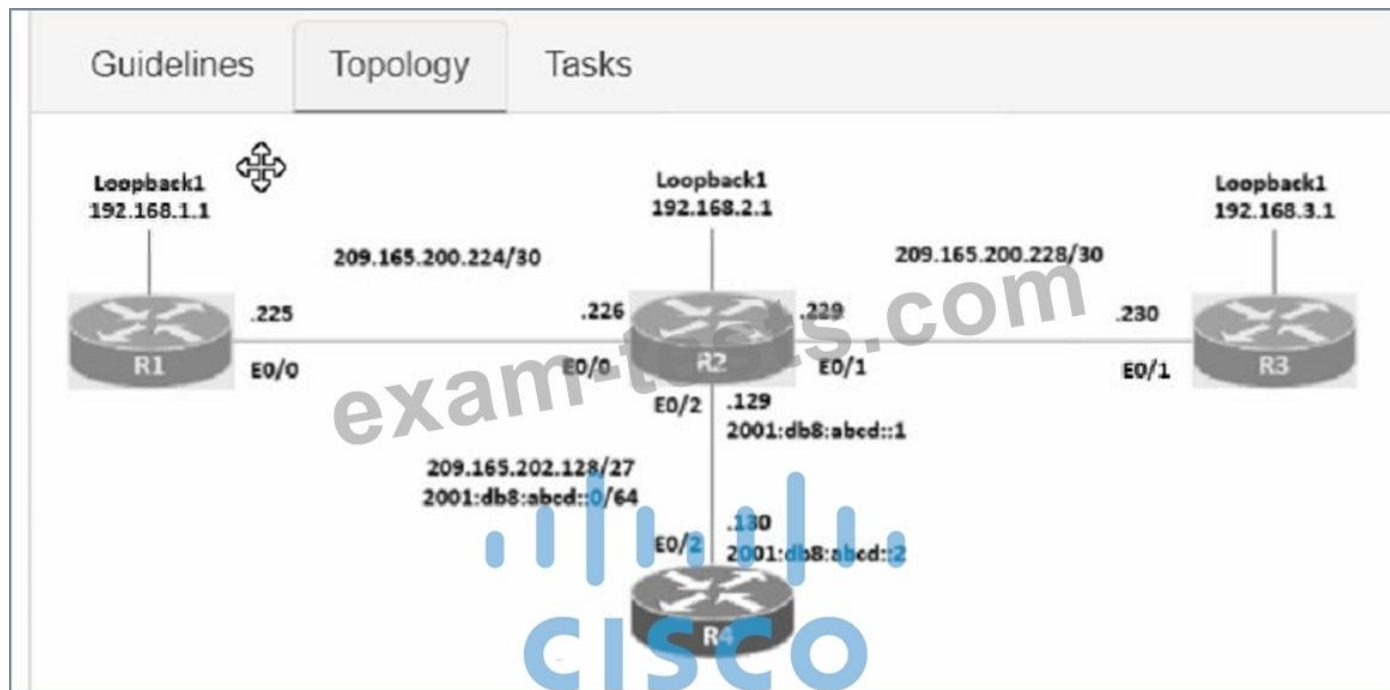 Guidelines Topology Tasks
Loopback1
192.168.1.1
Loopback1
192.168.2.1
Loopback1
192.168.3.1
209.165.200.224/30
209.165.200.228/30
.225
.226
.229
.230
R1
R2
R3
E0/0
E0/0
E0/1
E0/1
exam-tests.com
E0/2
.129
2001:db8:abcd::1
209.165.202.128/27
2001:db8:abcd::0/64
.130
E0/2
2001:db8:abcd::2
R4
CISCO